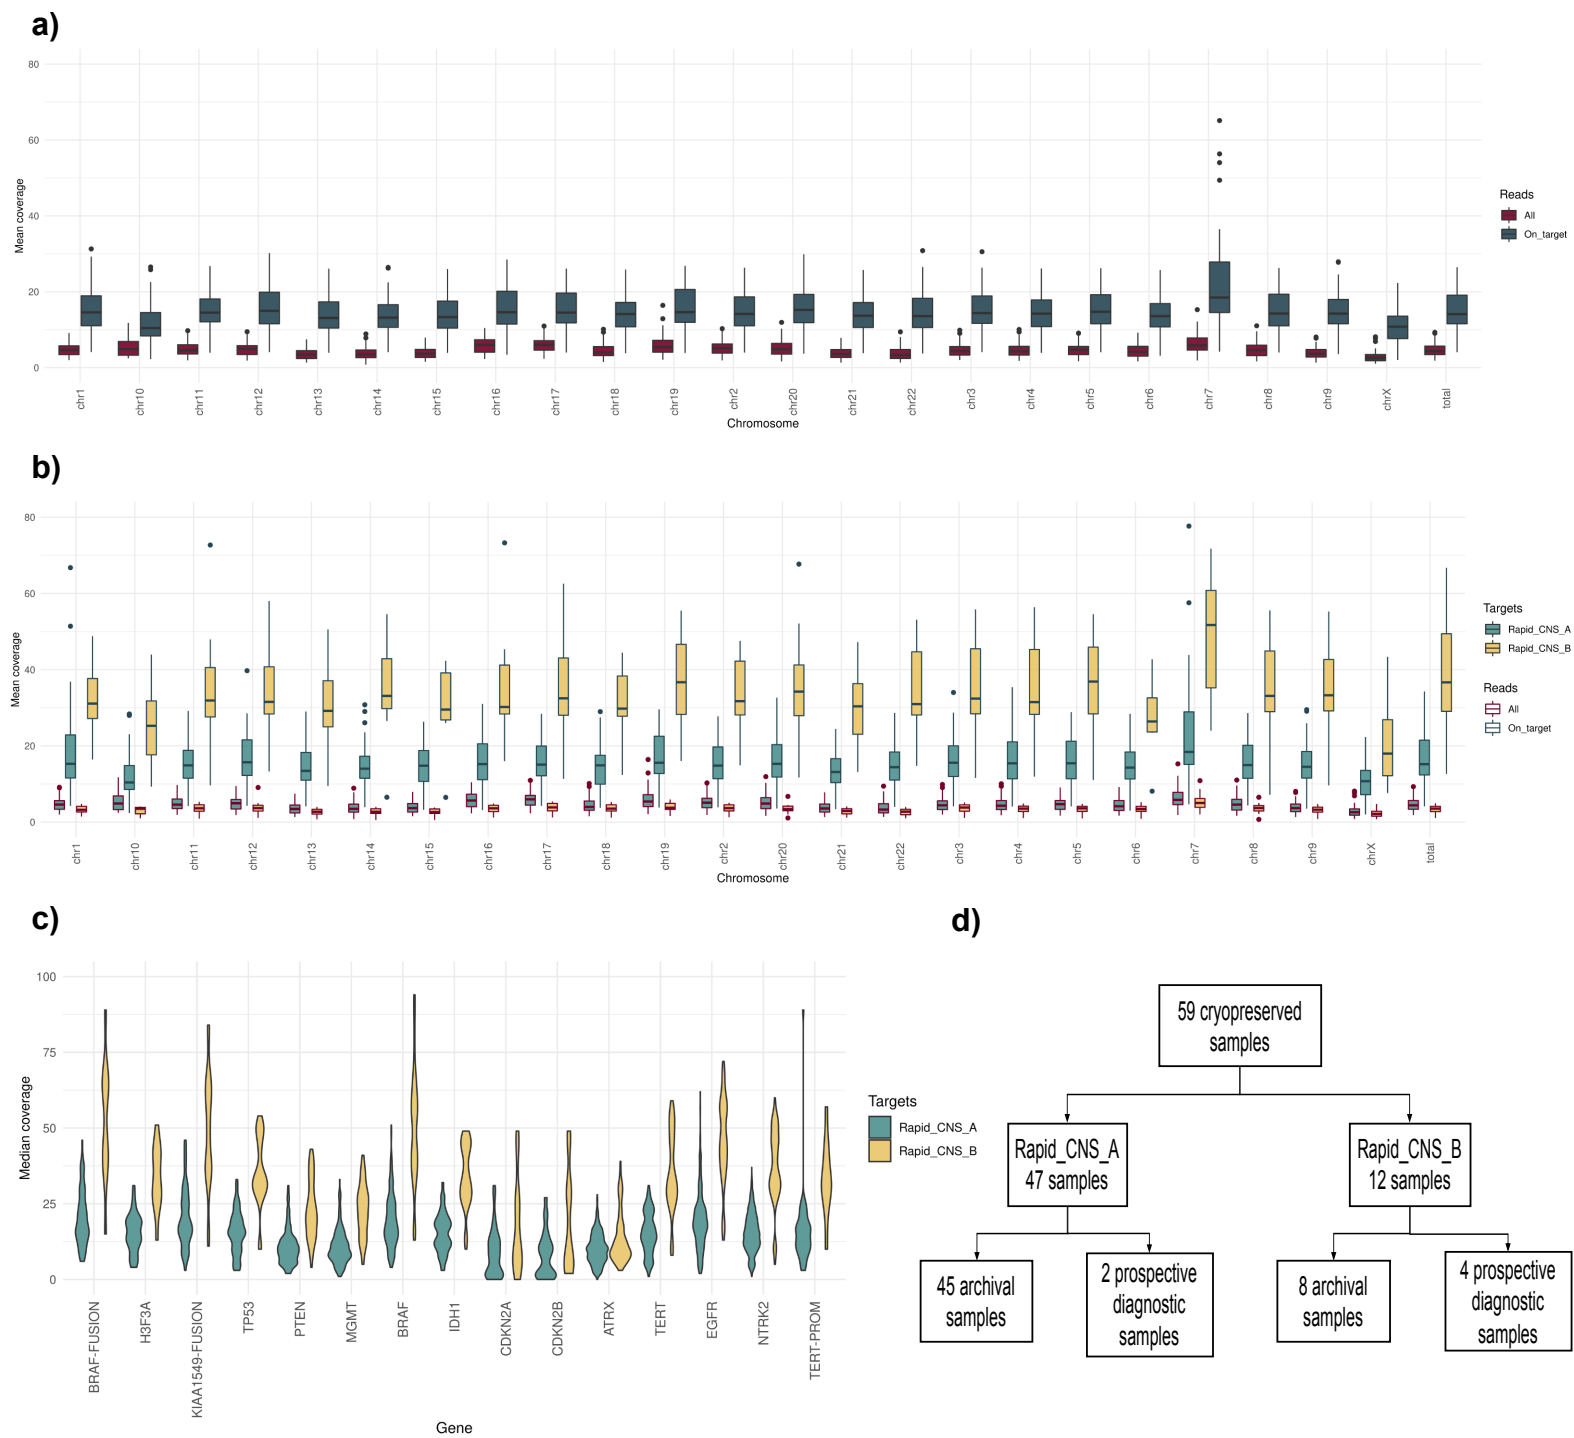 a)
80
60
40
20
0
Mean coverage
chr1
chr10
chr11
chr12
chr13
chr14
chr15
chr16
chr17
chr18
chr19
chr2
chr20
chr21
chr22
chr3
chr4
chr5
chr6
chr7
chr8
chr9
chrX
total
Chromosome
Reads
All
On_target
b)
80
60
40
20
0
Mean coverage
chr1
chr10
chr11
chr12
chr13
chr14
chr15
chr16
chr17
chr18
chr19
chr2
chr20
chr21
chr22
chr3
chr4
chr5
chr6
chr7
chr8
chr9
chrX
total
Chromosome
Targets
Rapid_CNS_A
Rapid_CNS_B
Reads
All
On_target
c)
100
75
50
25
0
Median coverage
BRAF-FUSION
H3F3A
KIAA1549-FUSION
TP53
PTEN
MGMT
BRAF
IDH1
CDKN2A
CDKN2B
ATRX
TERT
EGFR
NTRK2
TERT-PROM
Gene
Targets
Rapid_CNS_A
Rapid_CNS_B
d)
59 cryopreserved
samples
Rapid_CNS_A
47 samples
Rapid_CNS_B
12 samples
45 archival
samples
2 prospective
diagnostic
samples
8 archival
samples
4 prospective
diagnostic
samples